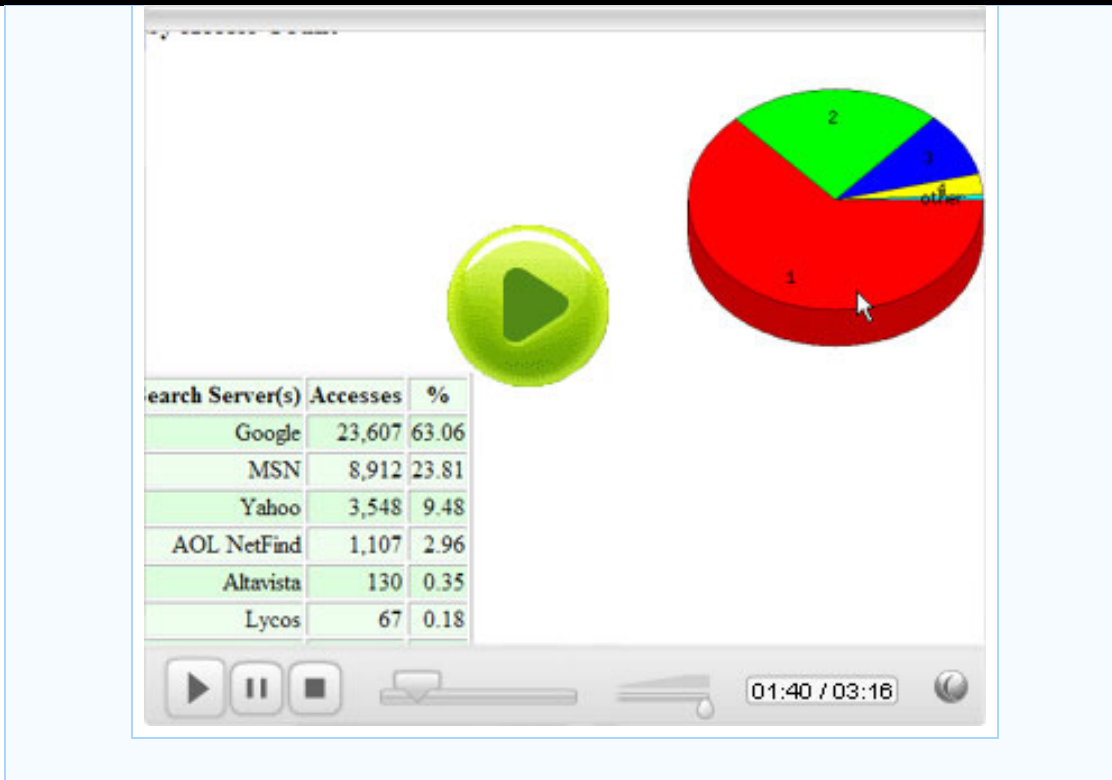 2
3
other
1
earch Server(s) Accesses %
Google 23,607 63.06
MSN 8,912 23.81
Yahoo 3,548 9.48
AOL NetFind 1,107 2.96
Altavista 130 0.35
Lycos 67 0.18
01:40 / 03:16